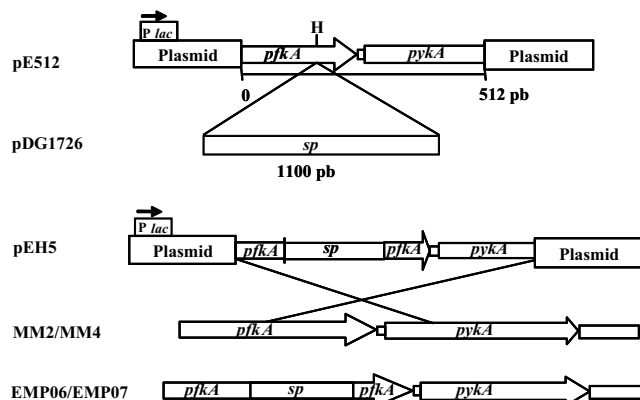 P lac
H
pE512
Plasmid
pfkA
pykA
Plasmid
0
512 pb
pDG1726
sp
1100 pb
P lac
pEH5
Plasmid
pfkA
sp
pfkA
pykA
Plasmid
MM2/MM4
pfkA
pykA
EMP06/EMP07
pfkA
sp
pfkA
pykA